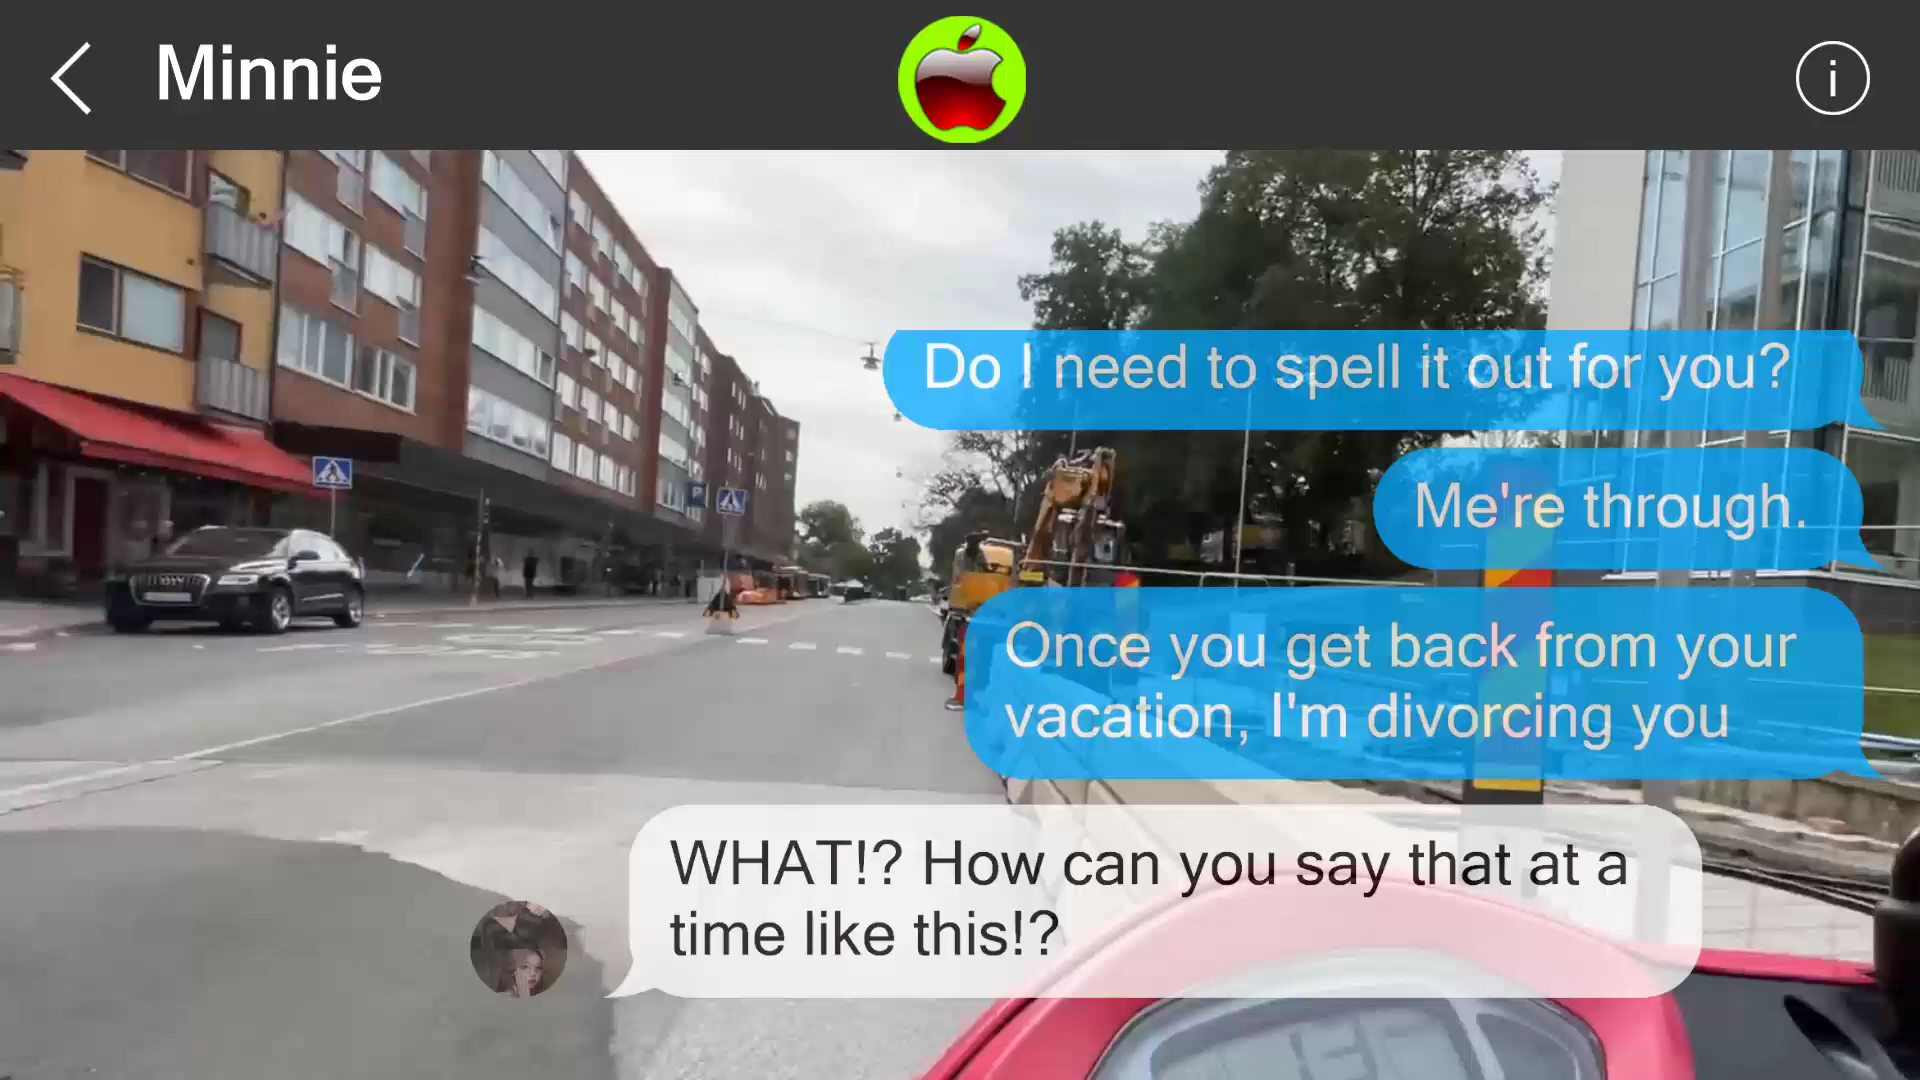 Minnie
i
Do I need to spell it out for you?
Me're through.
Once you get back from your
vacation, I'm divorcing you
WHAT!? How can you say that at a
time like this!?
P